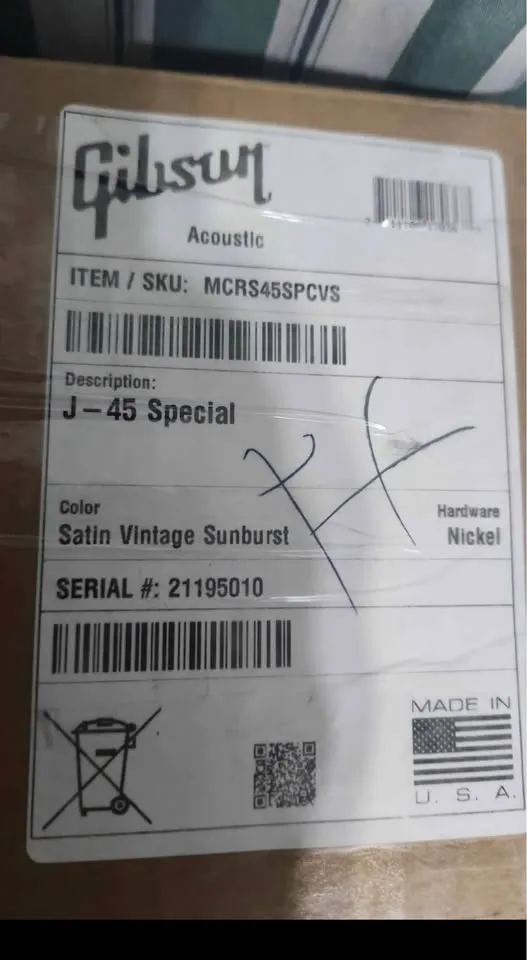 Gibson
Acoustic
ITEM / SKU: MCRS45SPCVS
Description:
J-45 Special
Color
Satin Vintage Sunburst
Hardware
Nickel
SERIAL #: 21195010
MADE IN
U. S. A.